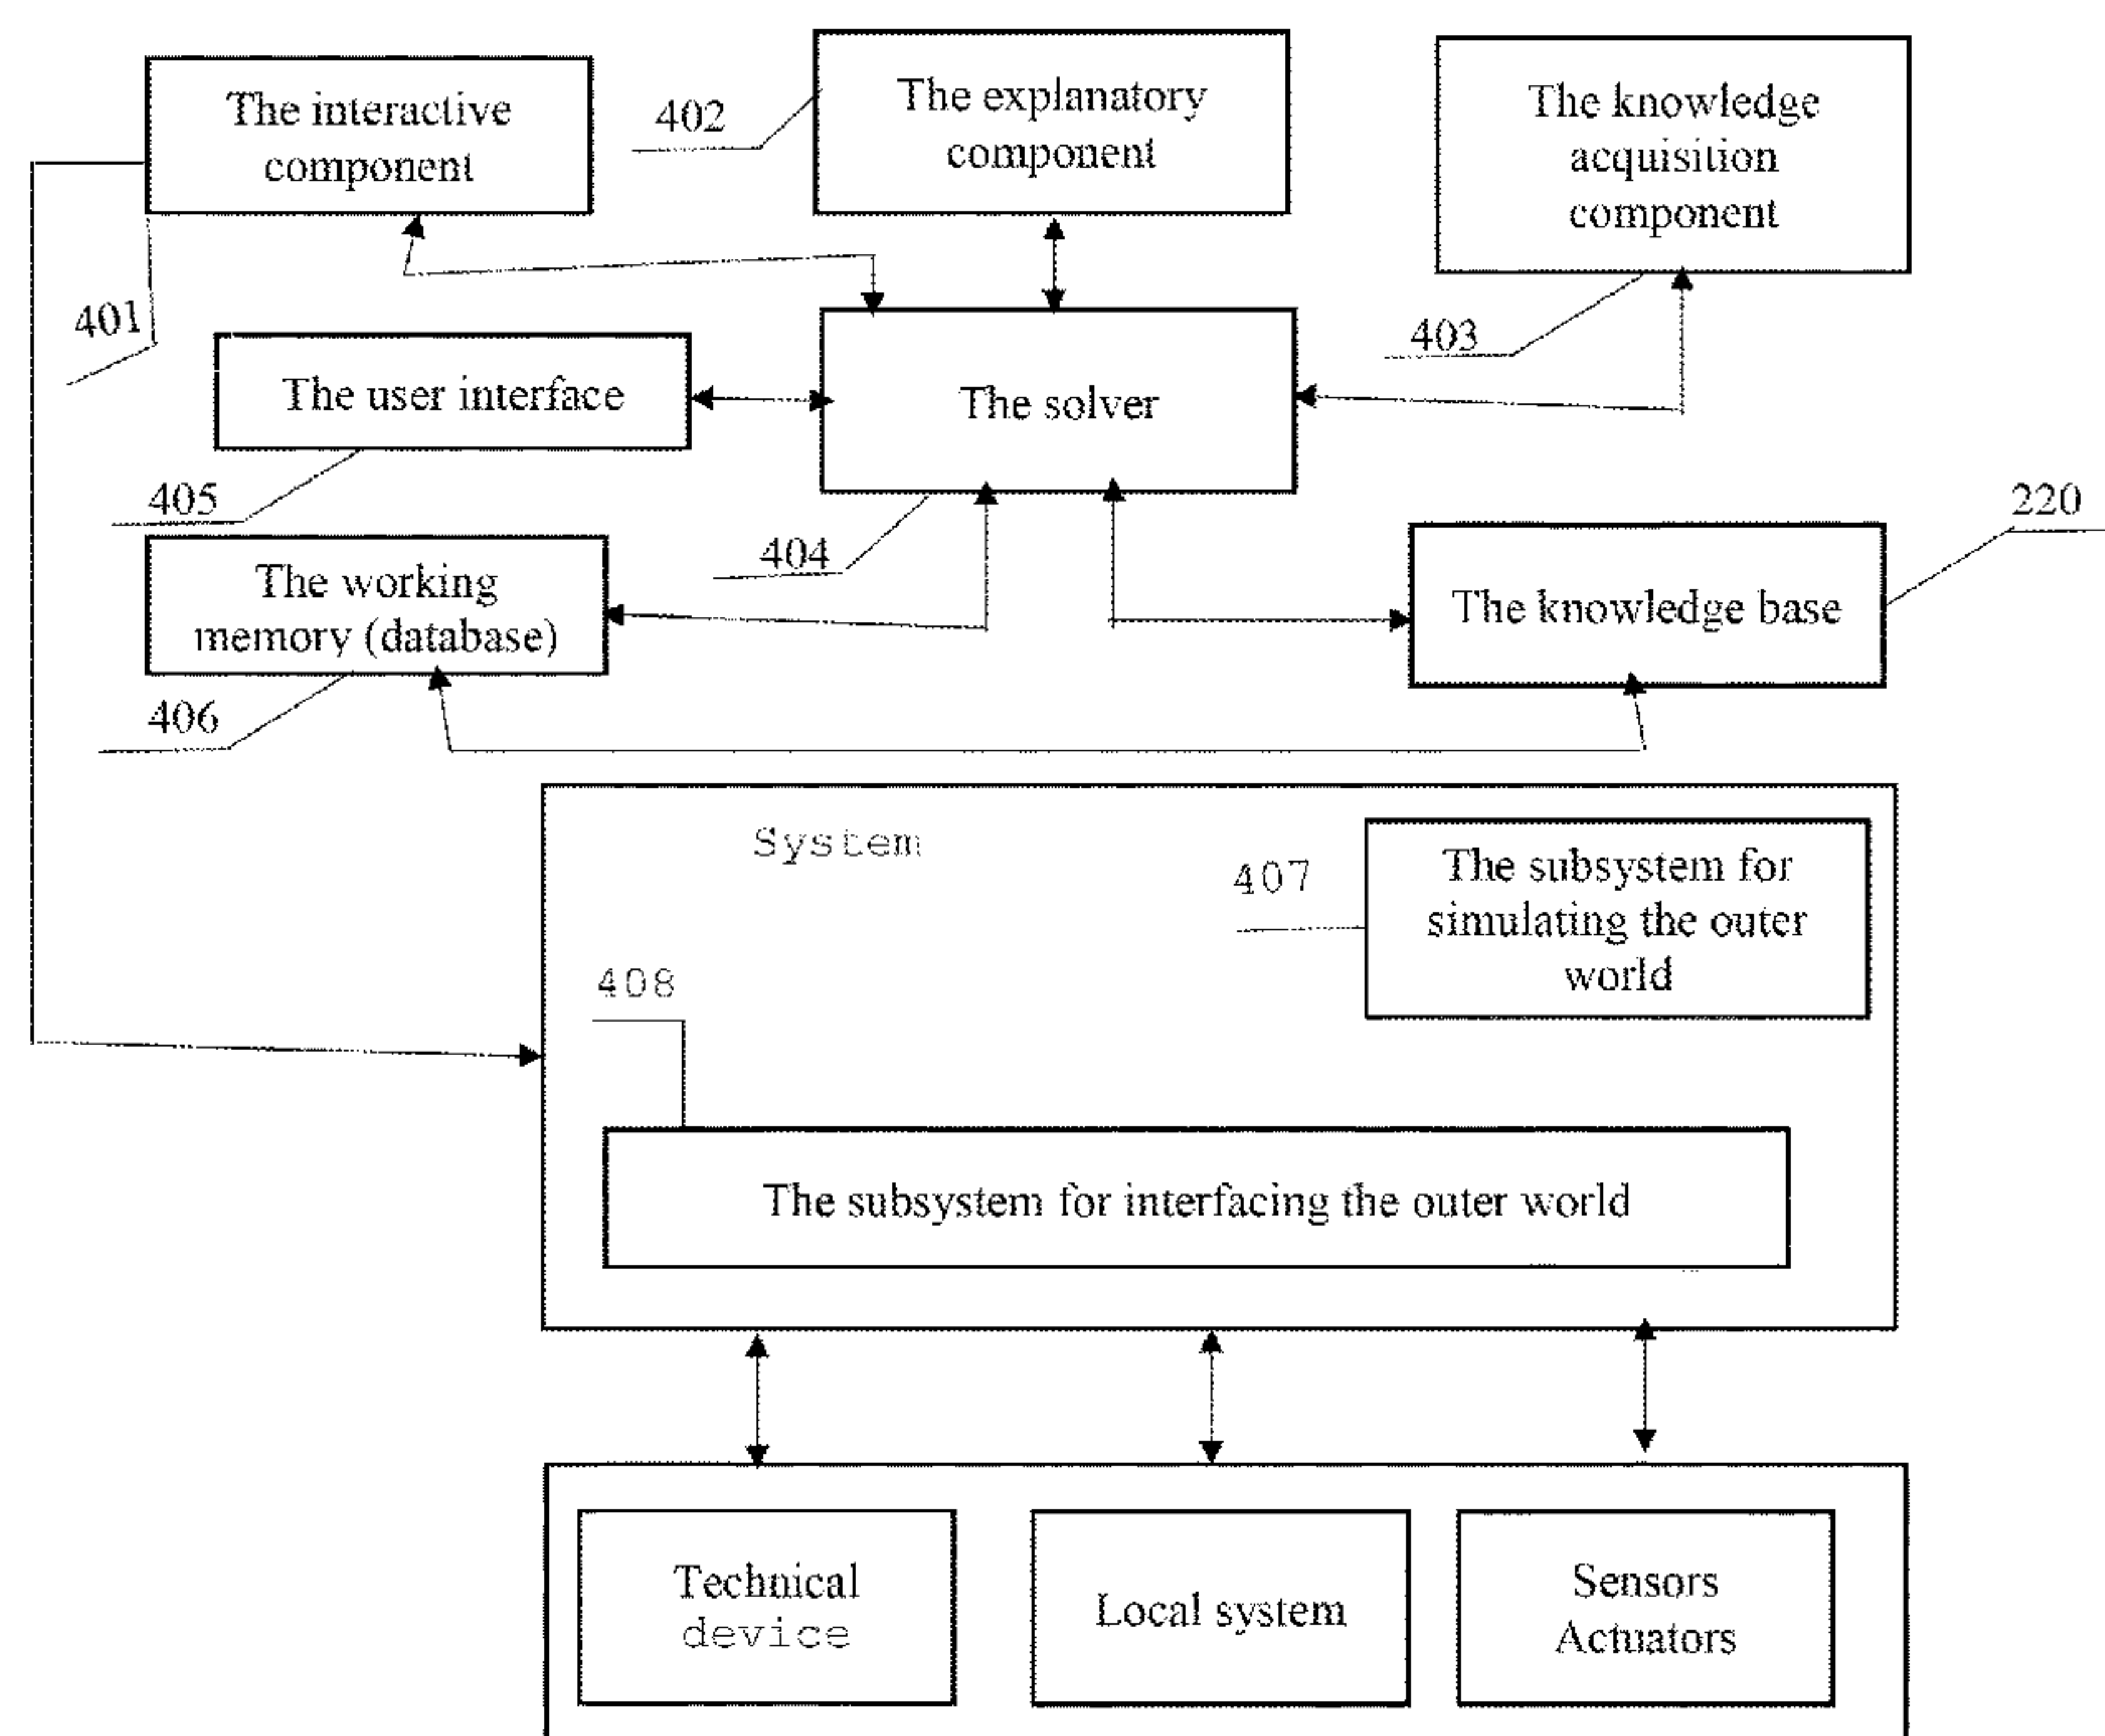 The interactive
component
402
The explanatory
component
The knowledge
acquisition
component
401
The user interface
The solver
403
405
404
220
The working
memory (database)
The knowledge base
406
System
407
The subsystem for
simulating the outer
world
408
The subsystem for interfacing the outer world
Technical
device
Local system
Sensors
Actuators